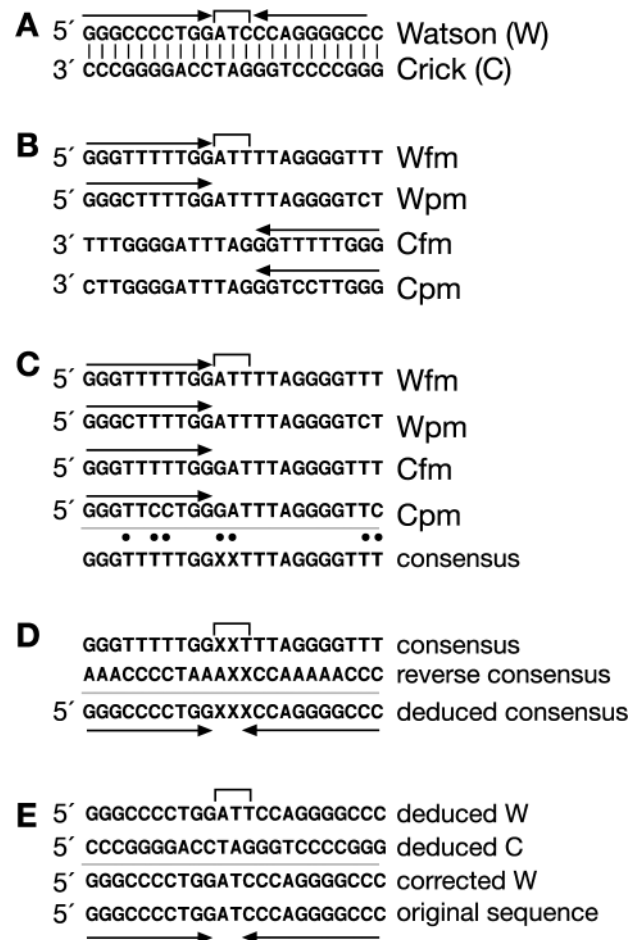 A 5´ GGGCCCCTGGATCCCAGGGGCCC Watson (W)
3´ CCCGGGGACCTAGGGTCCCCGGG Crick (C)
B 5´ GGGTTTTTGGATTTTAGGGGTTT Wfm
5´ GGGCTTTTGGATTTTAGGGGTCT Wpm
3´ TTTGGGGATTTAGGGTTTTTGGG Cfm
3´ CTTGGGGATTTAGGGTCCTTGGG Cpm
C 5´ GGGTTTTTGGATTTTAGGGGTTT Wfm
5´ GGGCTTTTGGATTTTAGGGGTCT Wpm
5´ GGGTTTTTGGGATTTAGGGGTTT Cfm
5´ GGGTTCCTGGGATTTAGGGGTTC Cpm
GGGTTTTTGGXXTTTAGGGGTTT consensus
D GGGTTTTTGGXXTTTAGGGGTTT consensus
AAACCCCTAAAXXCCAAAAACCC reverse consensus
5´ GGGCCCCTGGXXXCCAGGGGCCC deduced consensus
E 5´ GGGCCCCTGGATTCCAGGGGCCC deduced W
5´ CCCGGGGACCTAGGGTCCCCGGG deduced C
5´ GGGCCCCTGGATCCCAGGGGCCC corrected W
5´ GGGCCCCTGGATCCCAGGGGCCC original sequence